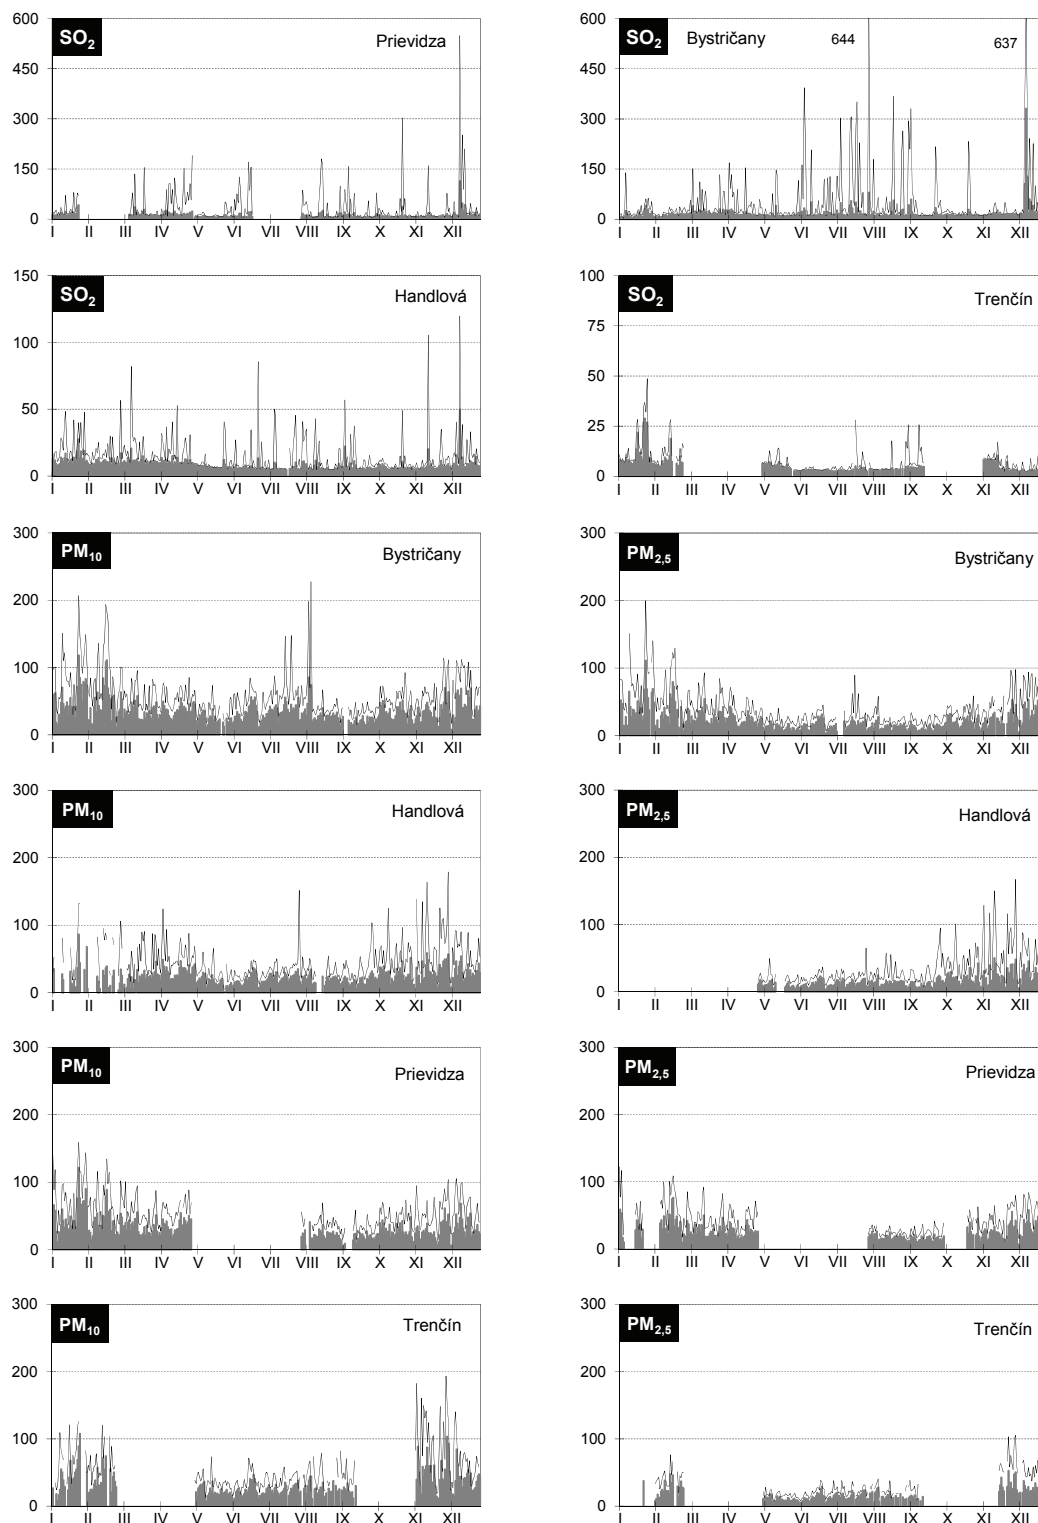 SO2 Prievidza
600
450
300
150
0
I II III IV V VI VII VIII IX X XI XII
SO2 Bystričany 644 637
600
450
300
150
0
I II III IV V VI VII VIII IX X XI XII
SO2 Handlová
150
100
50
0
I II III IV V VI VII VIII IX X XI XII
SO2 Trenčín
100
75
50
25
0
I II III IV V VI VII VIII IX X XI XII
PM10 Bystričany
300
200
100
0
I II III IV V VI VII VIII IX X XI XII
PM2,5 Bystričany
300
200
100
0
I II III IV V VI VII VIII IX X XI XII
PM10 Handlová
300
200
100
0
I II III IV V VI VII VIII IX X XI XII
PM2,5 Handlová
300
200
100
0
I II III IV V VI VII VIII IX X XI XII
PM10 Prievidza
300
200
100
0
I II III IV V VI VII VIII IX X XI XII
PM2,5 Prievidza
300
200
100
0
I II III IV V VI VII VIII IX X XI XII
PM10 Trenčín
300
200
100
0
I II III IV V VI VII VIII IX X XI XII
PM2,5 Trenčín
300
200
100
0
I II III IV V VI VII VIII IX X XI XII